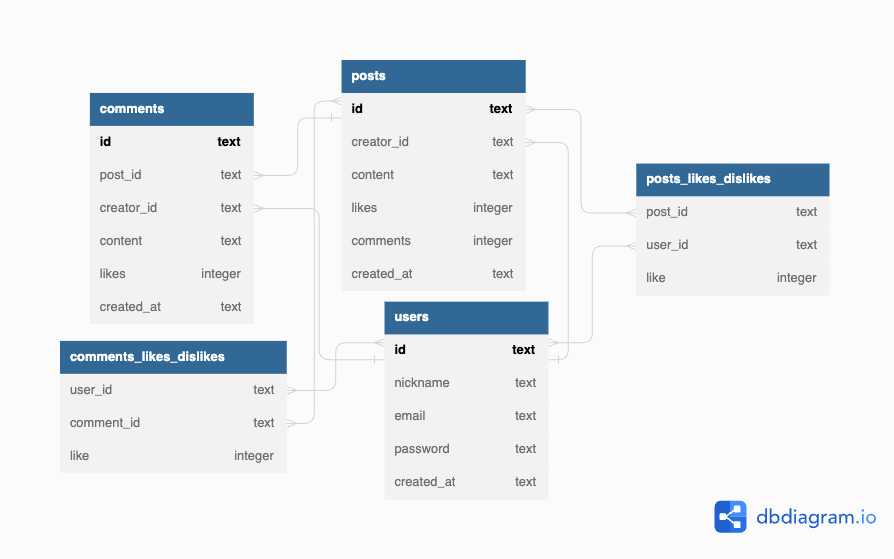 posts
id text
creator_id text
content text
likes integer
comments integer
created_at text
comments
id text
post_id text
creator_id text
content text
likes integer
created_at text
posts_likes_dislikes
post_id text
user_id text
like integer
users
id text
nickname text
email text
password text
created_at text
comments_likes_dislikes
user_id text
comment_id text
like integer
dbdiagram.io